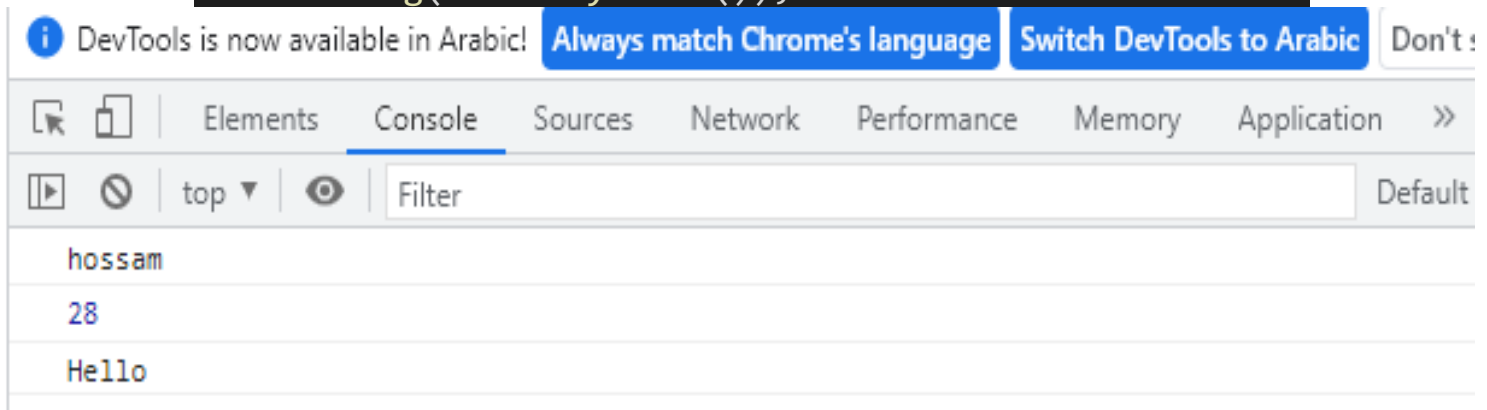 DevTools is now available in Arabic! Always match Chrome's language Switch DevTools to Arabic Don't
Elements Console Sources Network Performance Memory Application »
top ▼ Filter Default
hossam
28
Hello